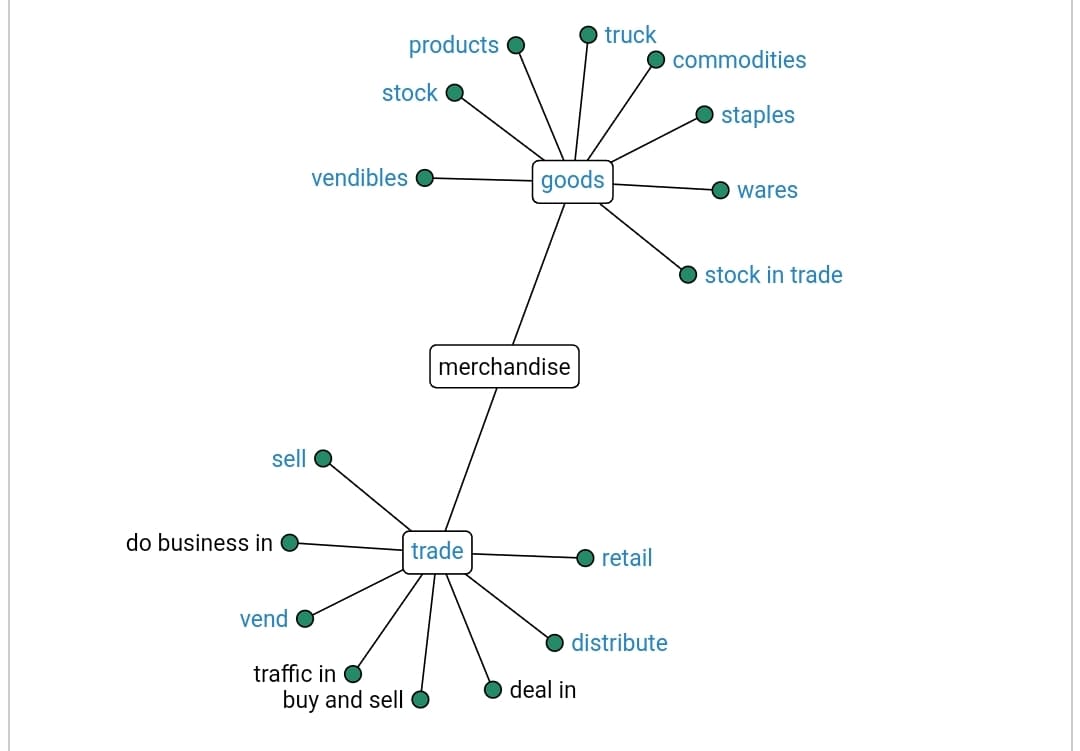 truck
products
commodities
stock
staples
vendibles
goods
wares
stock in trade
merchandise
sell
do business in
trade
retail
vend
distribute
traffic in
deal in
buy and sell